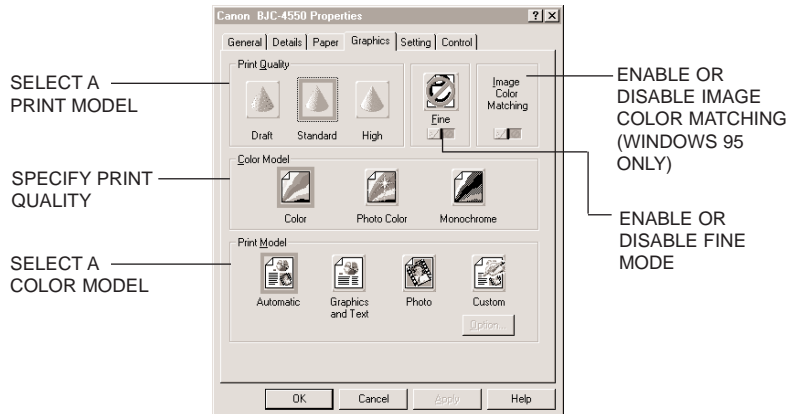 Canon BJC-4550 Properties
General Details Paper Graphics Setting Control
Print Quality
Draft Standard High
Fine
Image
Color
Matching
Color Model
Color Photo Color Monochrome
Print Model
Automatic Graphics and Text Photo Custom
Option...
OK Cancel Apply Help
SELECT A
PRINT MODEL
SPECIFY PRINT
QUALITY
SELECT A
COLOR MODEL
ENABLE OR
DISABLE IMAGE
COLOR MATCHING
(WINDOWS 95
ONLY)
ENABLE OR
DISABLE FINE
MODE